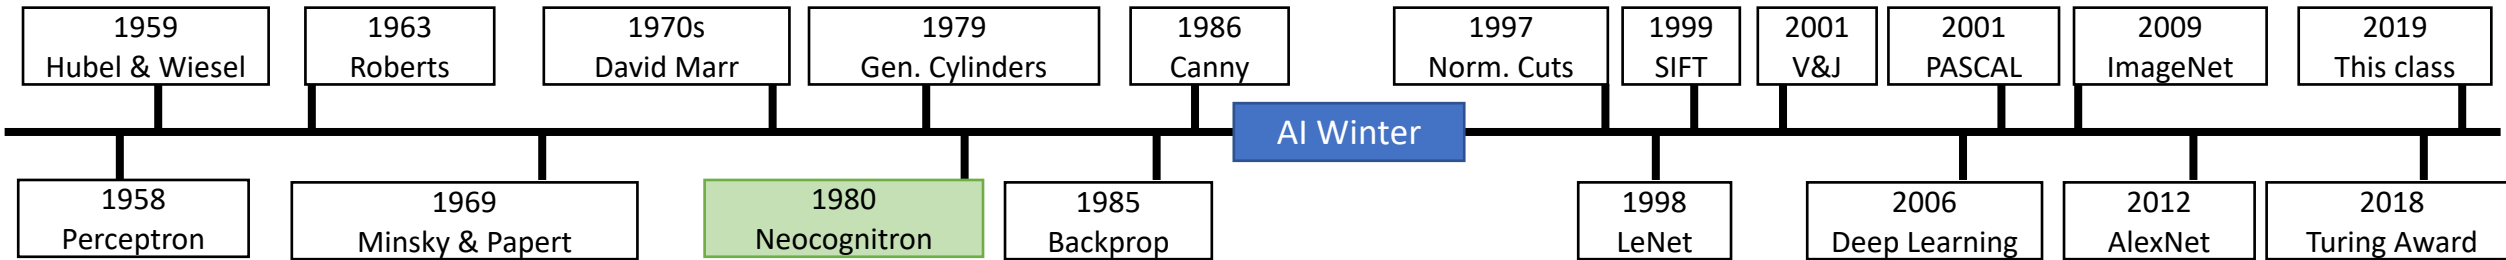 1959
Hubel & Wiesel
1963
Roberts
1970s
David Marr
1979
Gen. Cylinders
1986
Canny
1997
Norm. Cuts
1999
SIFT
2001
V&J
2001
PASCAL
2009
ImageNet
2019
This class
AI Winter
1958
Perceptron
1969
Minsky & Papert
1980
Neocognitron
1985
Backprop
1998
LeNet
2006
Deep Learning
2012
AlexNet
2018
Turing Award